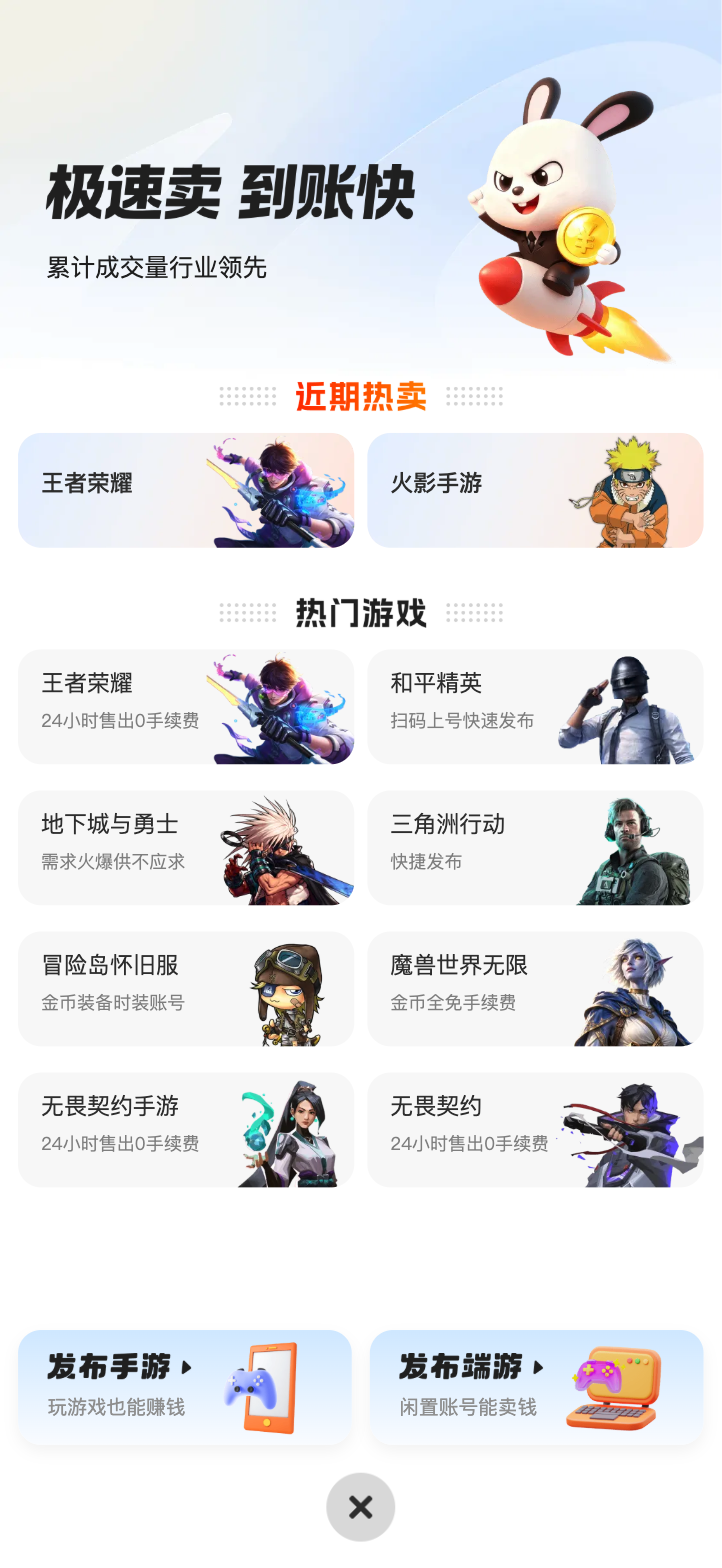 极速卖 到账快
累计成交量行业领先
近期热卖
王者荣耀
火影手游
热门游戏
王者荣耀
24小时售出0手续费
和平精英
扫码上号快速发布
地下城与勇士
需求火爆供不应求
三角洲行动
快捷发布
冒险岛怀旧服
金币装备时装账号
魔兽世界无限
金币全免手续费
无畏契约手游
24小时售出0手续费
无畏契约
24小时售出0手续费
发布手游
玩游戏也能赚钱
发布端游
闲置账号能卖钱